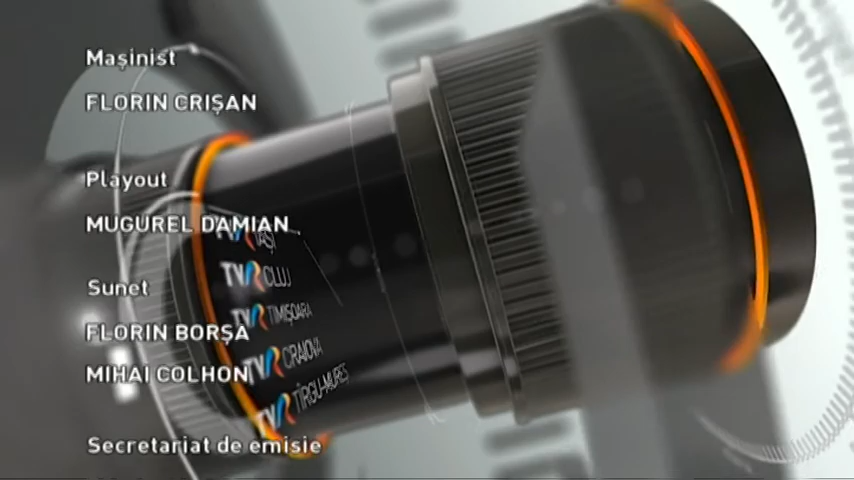 Mașinist
FLORIN CRIȘAN
Playout
MUGUREL DAMIAN
TVR IAȘI
TVR CLUJ
Sunet
TVR TIMIȘOARA
FLORIN BORȘA
TVR CRAIOVA
MIHAI COLHON
TVR TÎRGU-MUREȘ
Secretariat de emisie